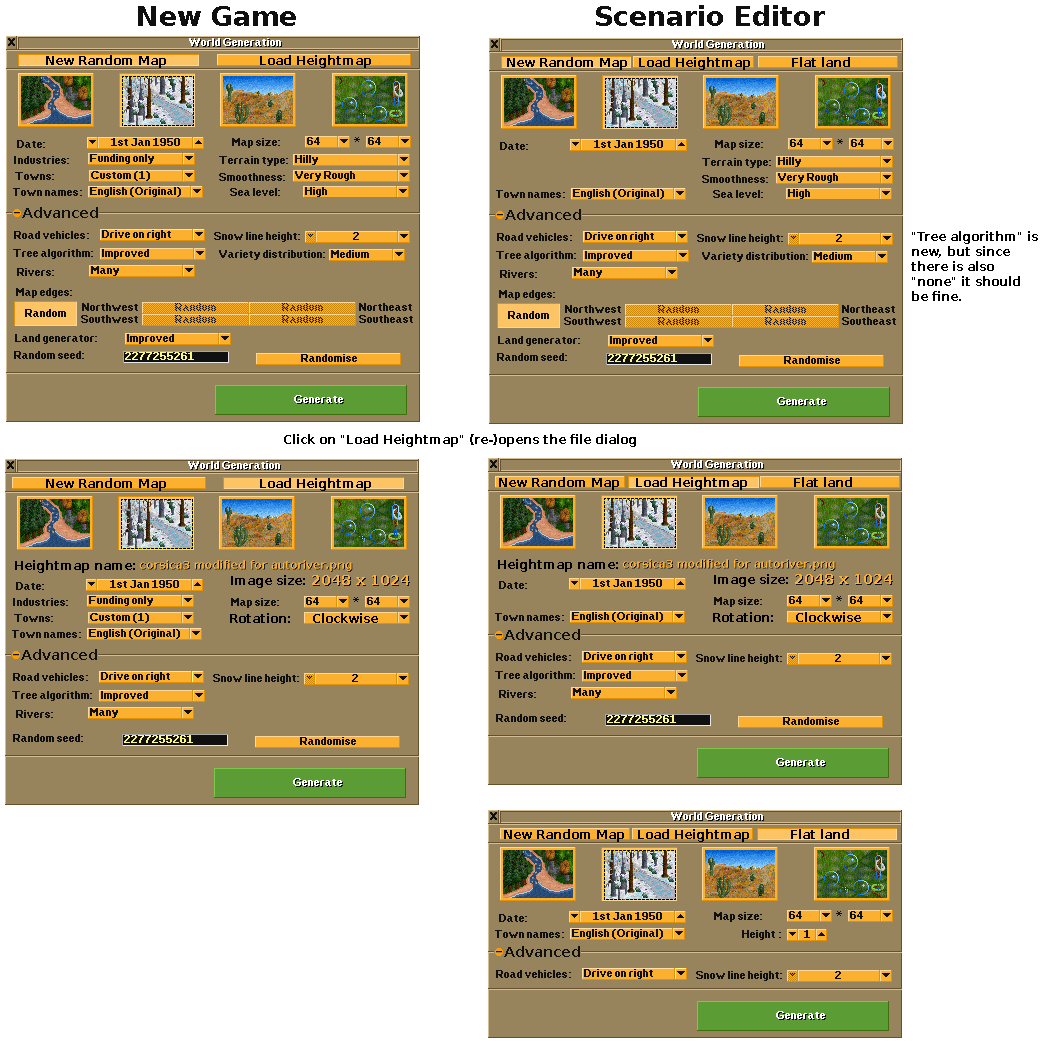 New Game
Scenario Editor
X World Generation
New Random Map Load Heightmap
Date: 1st Jan 1950 Map size: 64 * 64
Industries: Funding only Terrain type: Hilly
Towns: Custom (1) Smoothness: Very Rough
Town names: English (Original) Sea level: High
Advanced
Road vehicles: Drive on right Snow line height: 2
Tree algorithm: Improved Variety distribution: Medium
Rivers: Many
Map edges:
Random Northwest Random Random Northeast
Southwest Random Random Southeast
Land generator: Improved
Random seed: 2277255261 Randomise
Generate
X World Generation
New Random Map Load Heightmap Flat land
Date: 1st Jan 1950 Map size: 64 * 64
Terrain type: Hilly
Smoothness: Very Rough
Town names: English (Original) Sea level: High
Advanced
Road vehicles: Drive on right Snow line height: 2
Tree algorithm: Improved Variety distribution: Medium
Rivers: Many
Map edges:
Random Northwest Random Random Northeast
Southwest Random Random Southeast
Land generator: Improved
Random seed: 2277255261 Randomise
Generate
"Tree algorithm" is
new, but since
there is also
"none" it should
be fine.
Click on "Load Heightmap" (re-)opens the file dialog
X World Generation
New Random Map Load Heightmap
Heightmap name: corsica3 modified for autoriver.png
Date: 1st Jan 1950 Image size: 2048 x 1024
Industries: Funding only Map size: 64 * 64
Towns: Custom (1) Rotation: Clockwise
Town names: English (Original)
Advanced
Road vehicles: Drive on right Snow line height: 2
Tree algorithm: Improved
Rivers: Many
Random seed: 2277255261 Randomise
Generate
X World Generation
New Random Map Load Heightmap Flat land
Heightmap name: corsica3 modified for autoriver.png
Date: 1st Jan 1950 Image size: 2048 x 1024
Map size: 64 * 64
Town names: English (Original) Rotation: Clockwise
Advanced
Road vehicles: Drive on right Snow line height: 2
Tree algorithm: Improved
Rivers: Many
Random seed: 2277255261 Randomise
Generate
X World Generation
New Random Map Load Heightmap Flat land
Date: 1st Jan 1950 Map size: 64 * 64
Town names: English (Original) Height : 1
Advanced
Road vehicles: Drive on right Snow line height: 2
Generate